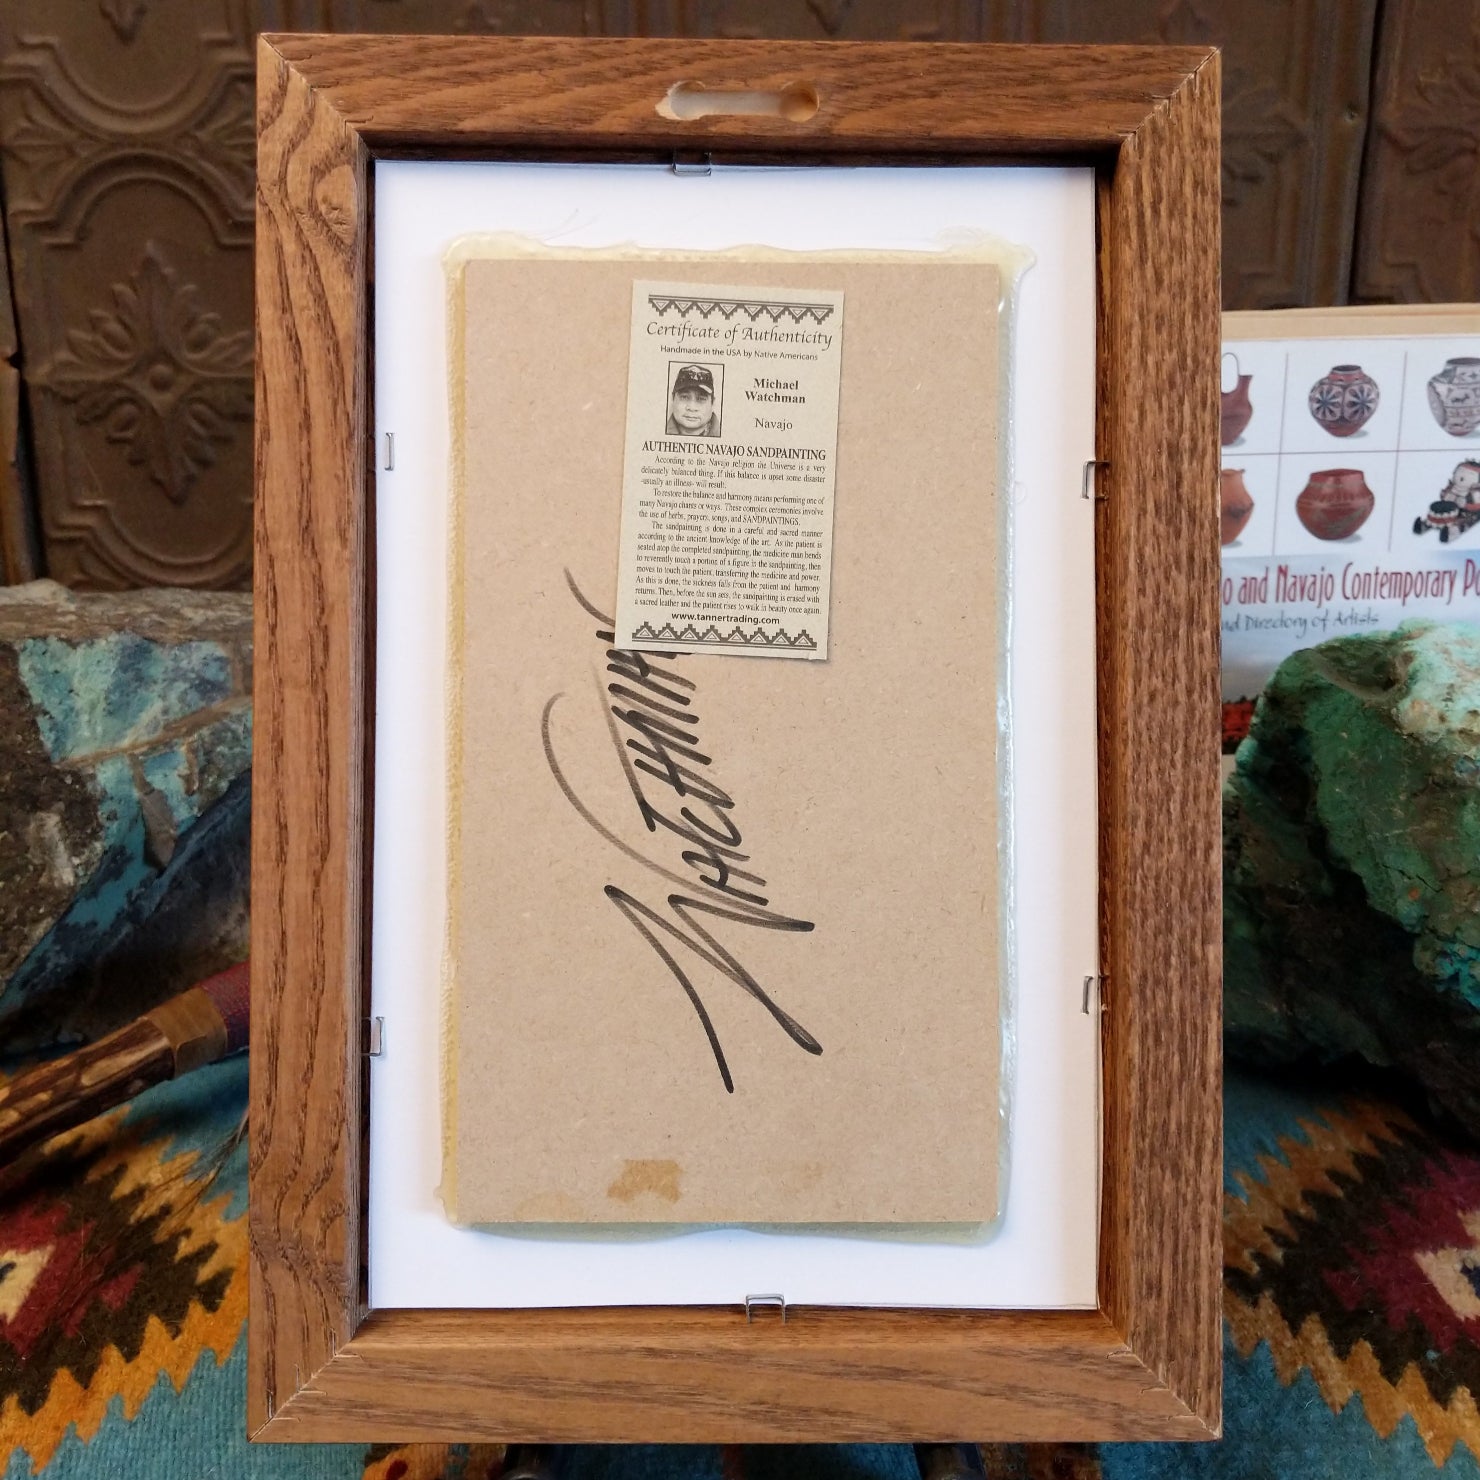 Certificate of Authenticity
Handmade in the USA by Native Americans
Michael
Watchman
Navajo
AUTHENTIC NAVAJO SANDPAINTING
According to the Navajo religion the Universe is a very
delicately balanced thing. If this balance is upset some disaster
-usually an illness- will result.
To restore the balance and harmony means performing one of
many Navajo chants or ways. These complex ceremonies involve
the use of herbs, prayers, songs, and SANDPAINTINGS.
The sandpainting is done in a careful and sacred manner
according to the ancient knowledge of the art. As the patient is
seated atop the completed sandpainting, the medicine man bends
to reverently touch a portion of a figure in the sandpainting, then
moves to touch the patient, transferring the medicine and power.
As this is done, the sickness falls from the patient and harmony
returns. Then, before the sun sets, the sandpainting is erased with
a sacred feather and the patient rises to walk in beauty once again.
www.tannertrading.com
WATCHMAN
o and Navajo Contemporary Po
nd Directory of Artists